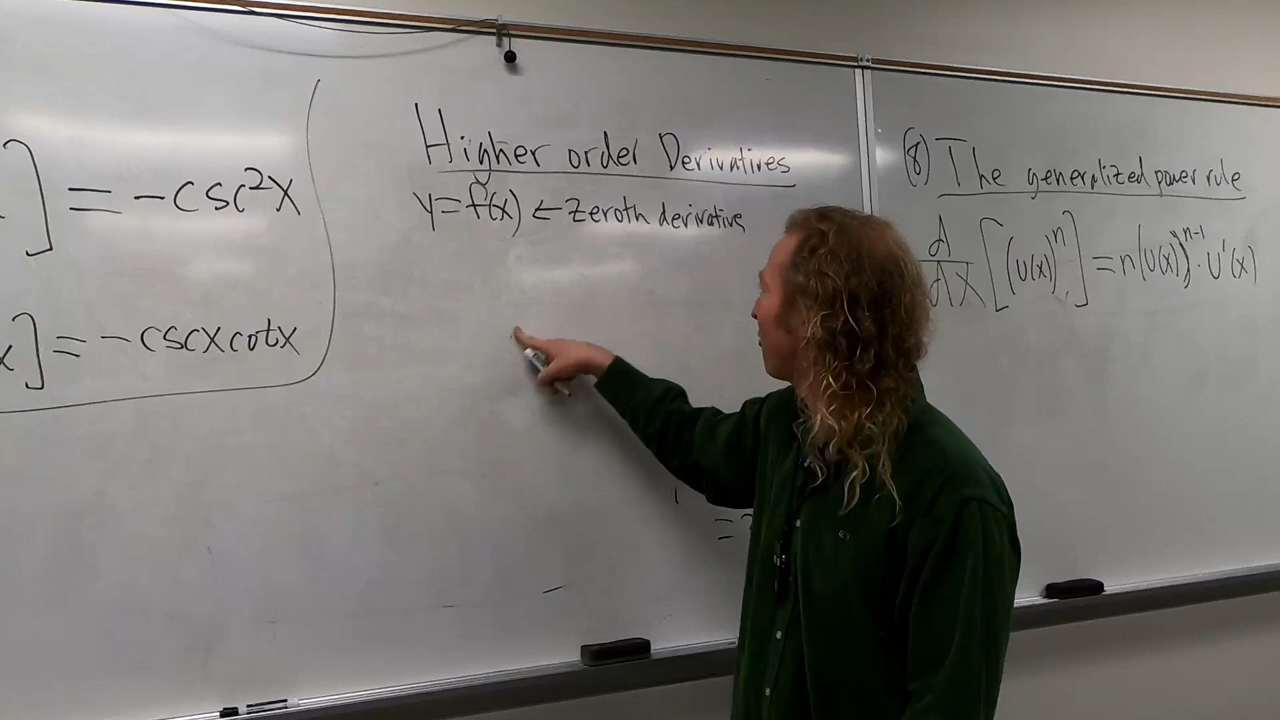 ] = -csc²x
x] = -cscxcotx
Higher order Derivatives
y=f(x) ← zeroth derivative
(8) The generalized power rule
d/dx [(u(x))^n] = n(u(x))^n-1 · u'(x)